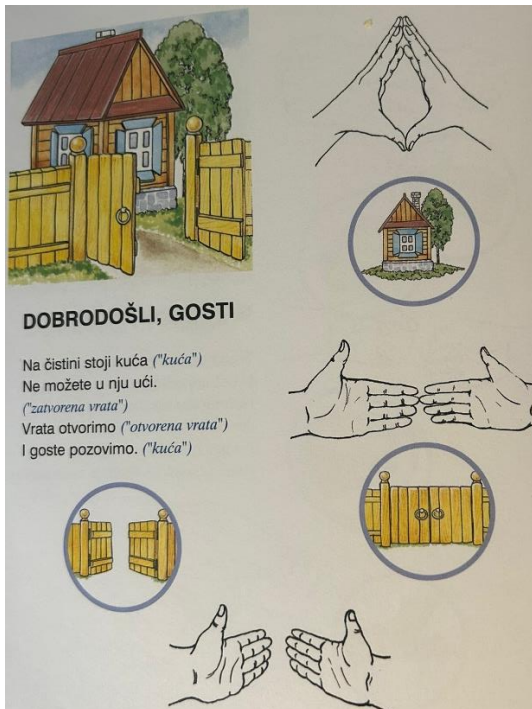 DOBRODOŠLI, GOSTI
Na čistini stoji kuća ("kuća")
Ne možete u nju ući.
("zatvorena vrata")
Vrata otvorimo ("otvorena vrata")
I goste pozovimo. ("kuća")